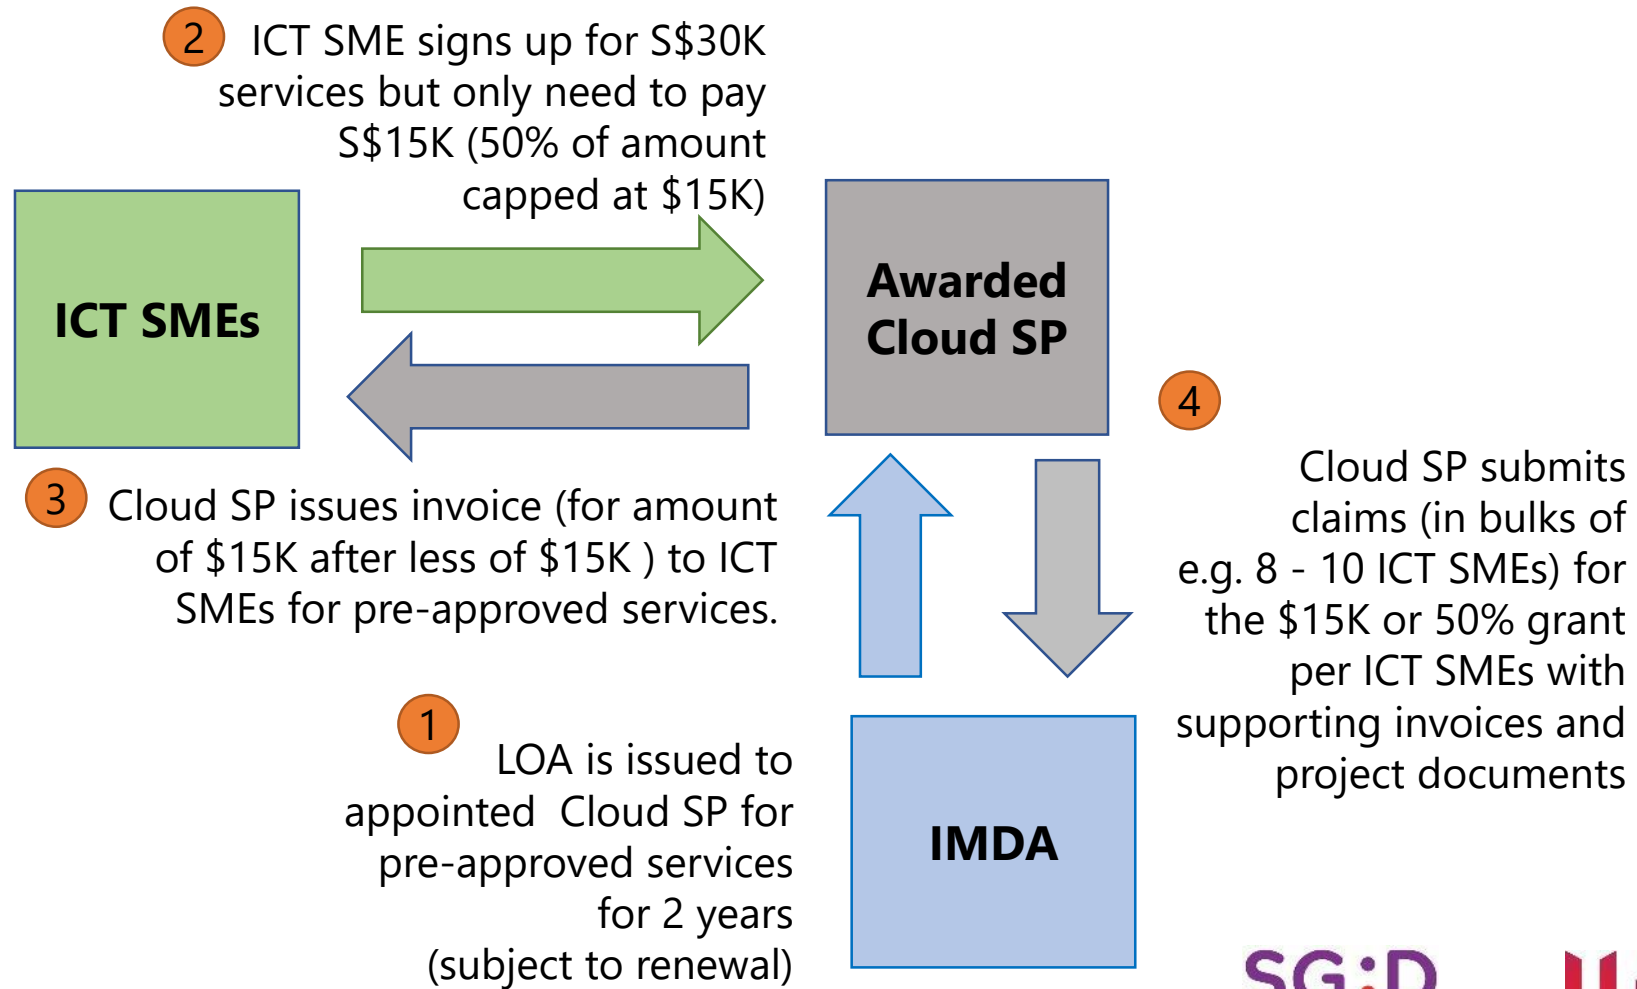 2
ICT SME signs up for S$30K
services but only need to pay
S$15K (50% of amount
capped at $15K)
ICT SMEs
Awarded
Cloud SP
3
Cloud SP issues invoice (for amount
of $15K after less of $15K ) to ICT
SMEs for pre-approved services.
4
Cloud SP submits
claims (in bulks of
e.g. 8 - 10 ICT SMEs) for
the $15K or 50% grant
per ICT SMEs with
supporting invoices and
project documents
1
LOA is issued to
appointed  Cloud SP for
pre-approved services
for 2 years
(subject to renewal)
IMDA
SG:D